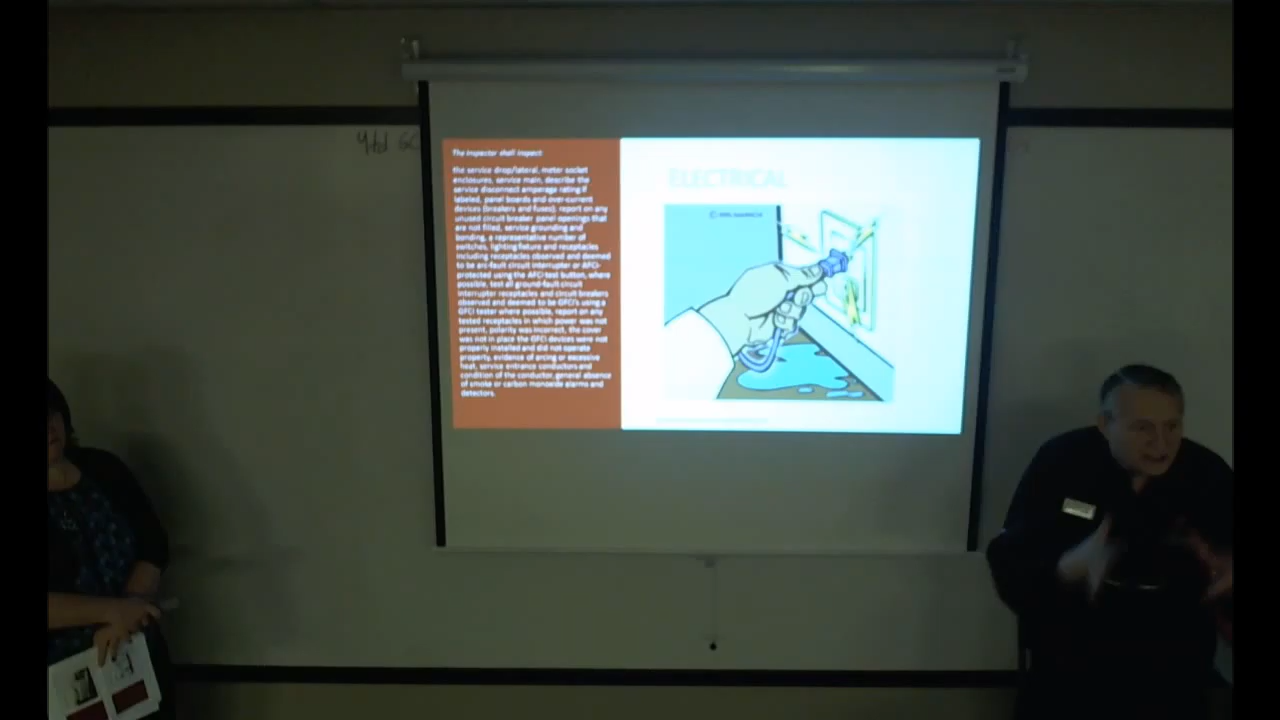 The inspector shall inspect:
the service drop/lateral, meter socket
enclosures, service main, describe the
service disconnect amperage rating if
labeled, panel boards and over-current
devices (breakers and fuses), report on any
unused circuit breaker panel openings that
are not filled, service grounding and
bonding, a representative number of
switches, lighting fixture and receptacles
including receptacles observed and deemed
to be arc-fault circuit interrupter or AFCI-
protected using the AFCI test button, where
possible, test all ground-fault circuit
interrupter receptacles and circuit breakers
observed and deemed to be GFCI's using a
GFCI tester where possible, report on any
tested receptacles in which power was not
present, polarity was incorrect, the cover
was not in place the GFCI devices were not
properly installed and did not operate
properly, evidence of arcing or excessive
heat, service entrance conductors and
condition of the conductor, general absence
of smoke or carbon monoxide alarms and
detectors.
ELECTRICAL